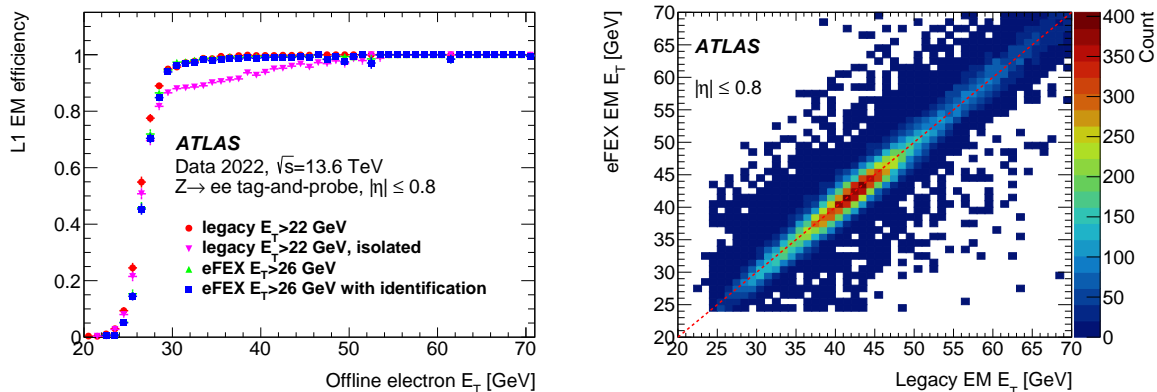 L1 EM efficiency
1
0.8
0.6
0.4
0.2
0
ATLAS
Data 2022, √s=13.6 TeV
Z→ ee tag-and-probe, |η| ≤ 0.8
legacy E_T>22 GeV
legacy E_T>22 GeV, isolated
eFEX E_T>26 GeV
eFEX E_T>26 GeV with identification
20 30 40 50 60 70
Offline electron E_T [GeV]
eFEX EM E_T [GeV]
70
65
60
55
50
45
40
35
30
25
20
ATLAS
|η| ≤ 0.8
20 25 30 35 40 45 50 55 60 65 70
Legacy EM E_T [GeV]
400
350
300
250
200
150
100
50
0
Count